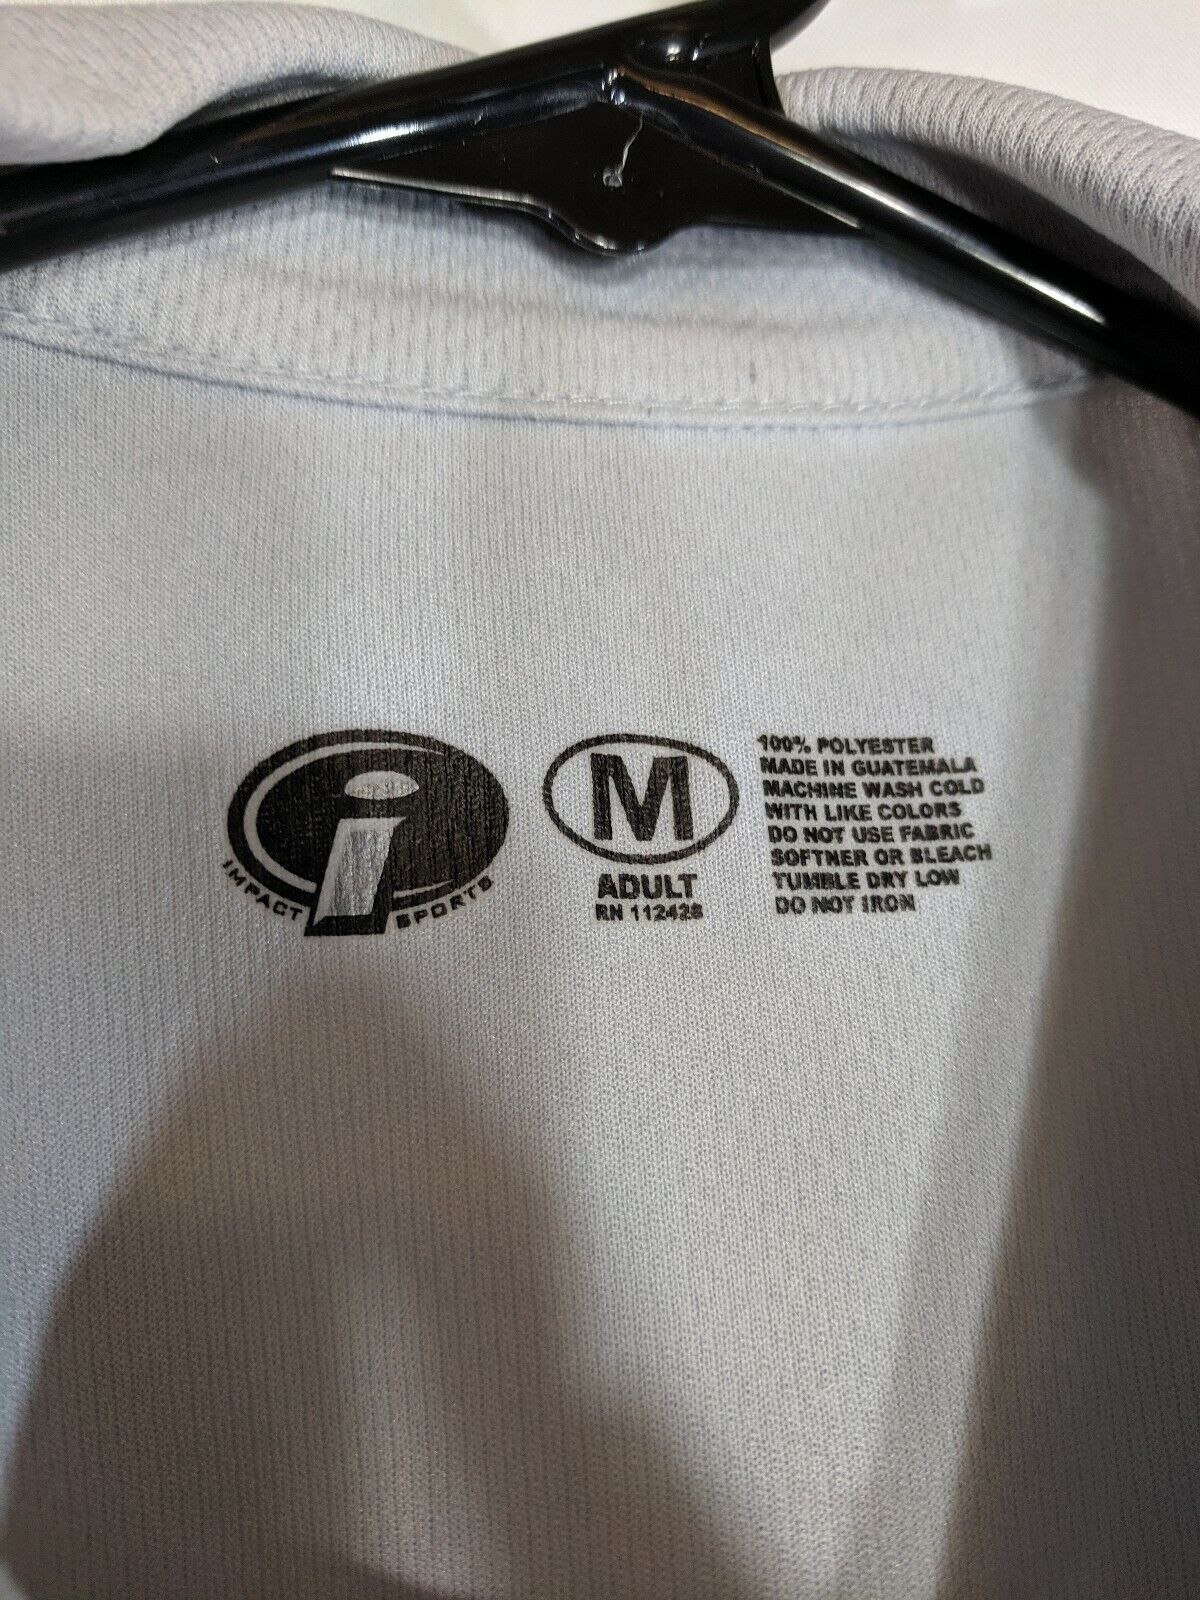 i
IMPACT SPORTS
M
ADULT
RN 112428
100% POLYESTER
MADE IN GUATEMALA
MACHINE WASH COLD
WITH LIKE COLORS
DO NOT USE FABRIC
SOFTNER OR BLEACH
TUMBLE DRY LOW
DO NOT IRON